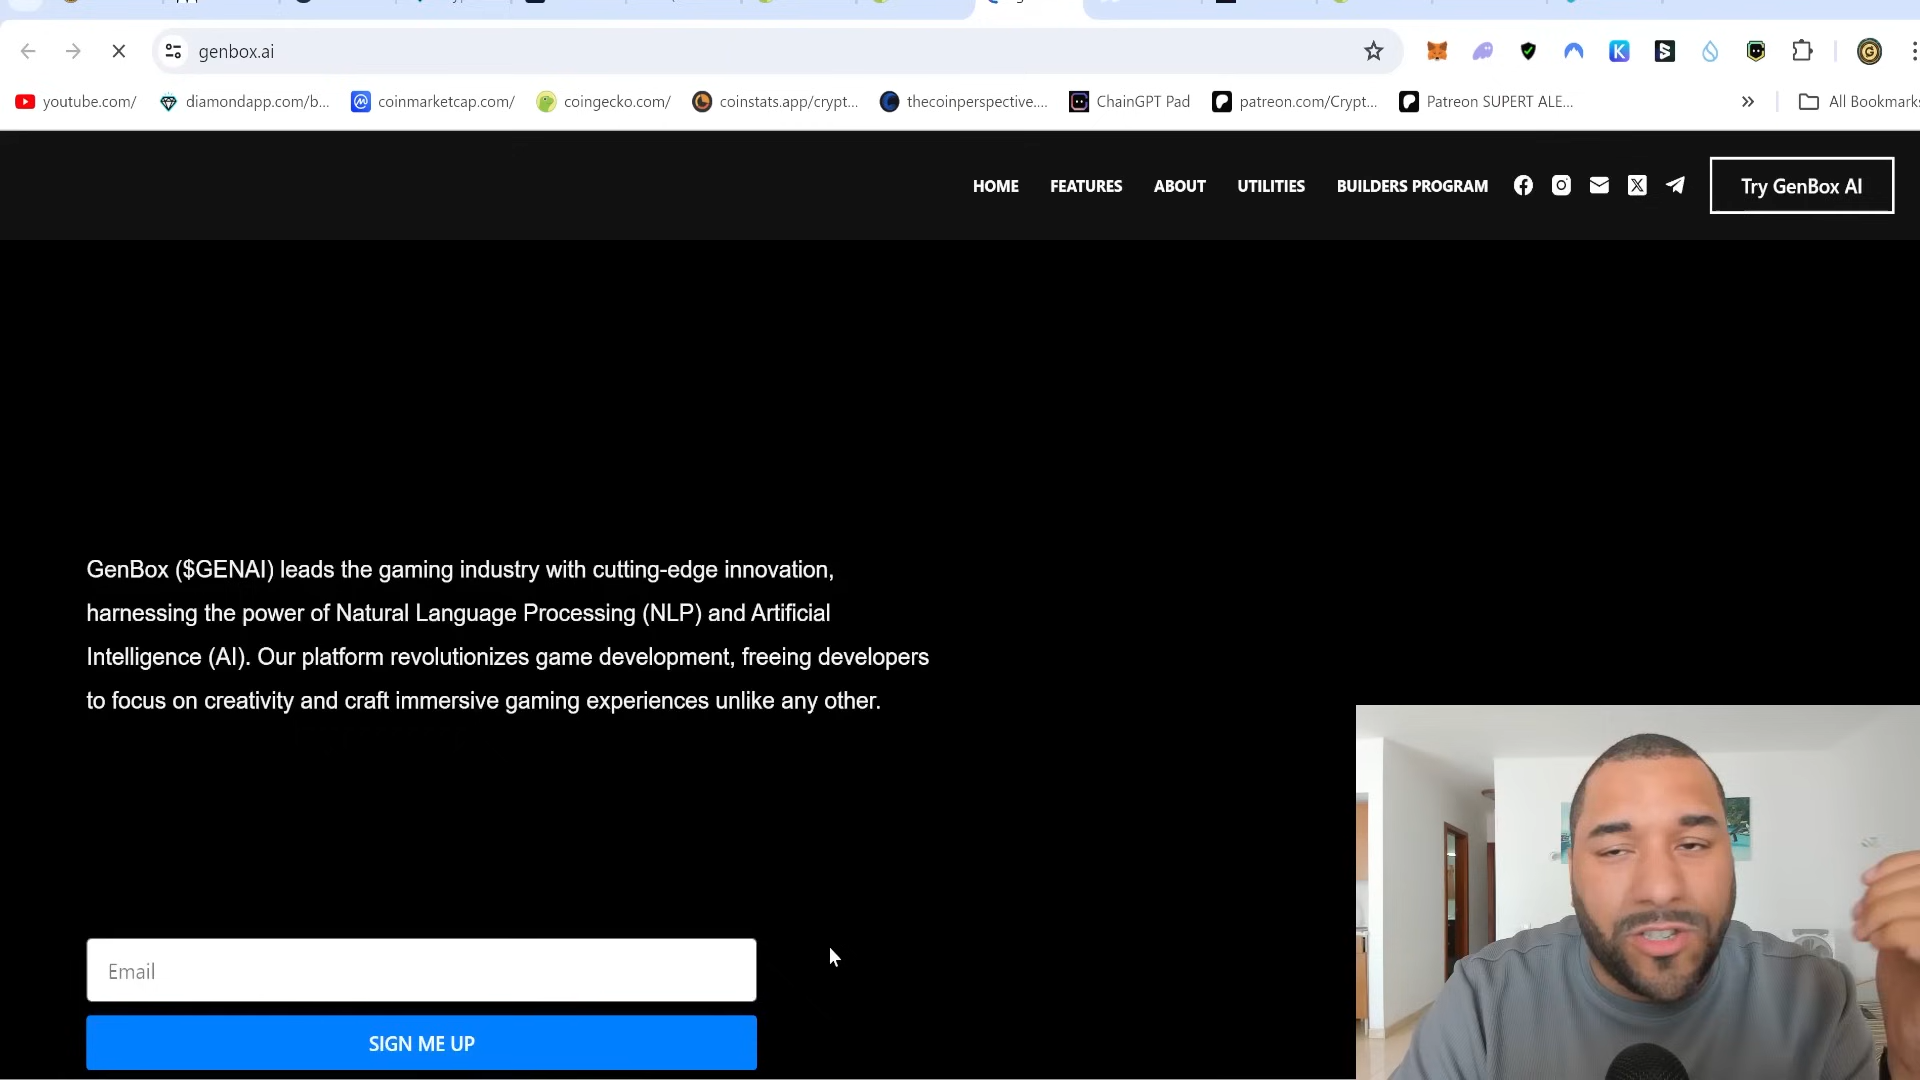 genbox.ai
youtube.com/
diamondapp.com/b...
coinmarketcap.com/
coingecko.com/
coinstats.app/crypt...
thecoinperspective....
ChainGPT Pad
patreon.com/Crypt...
Patreon SUPERT ALE...
All Bookmarks
HOME
FEATURES
ABOUT
UTILITIES
BUILDERS PROGRAM
Try GenBox AI
GenBox ($GENAI) leads the gaming industry with cutting-edge innovation,
harnessing the power of Natural Language Processing (NLP) and Artificial
Intelligence (AI). Our platform revolutionizes game development, freeing developers
to focus on creativity and craft immersive gaming experiences unlike any other.
Email
SIGN ME UP